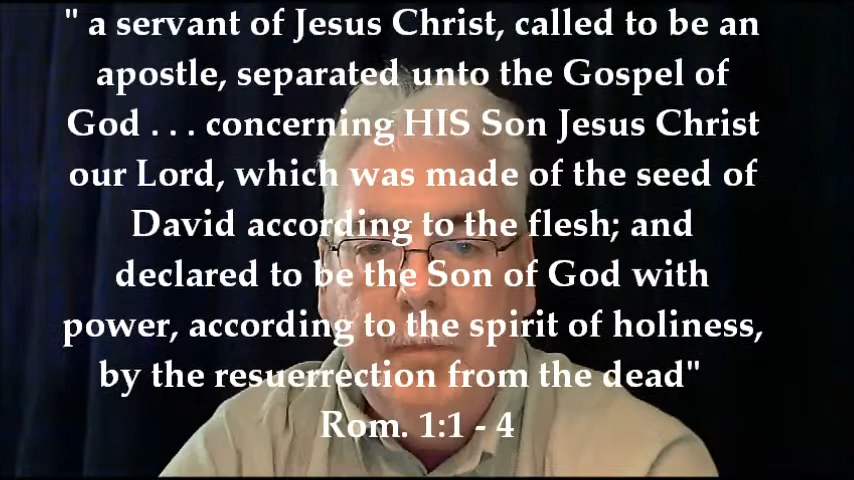 " a servant of Jesus Christ, called to be an
apostle, separated unto the Gospel of
God . . . concerning HIS Son Jesus Christ
our Lord, which was made of the seed of
David according to the flesh; and
declared to be the Son of God with
power, according to the spirit of holiness,
by the resuerrection from the dead"
Rom. 1:1 - 4